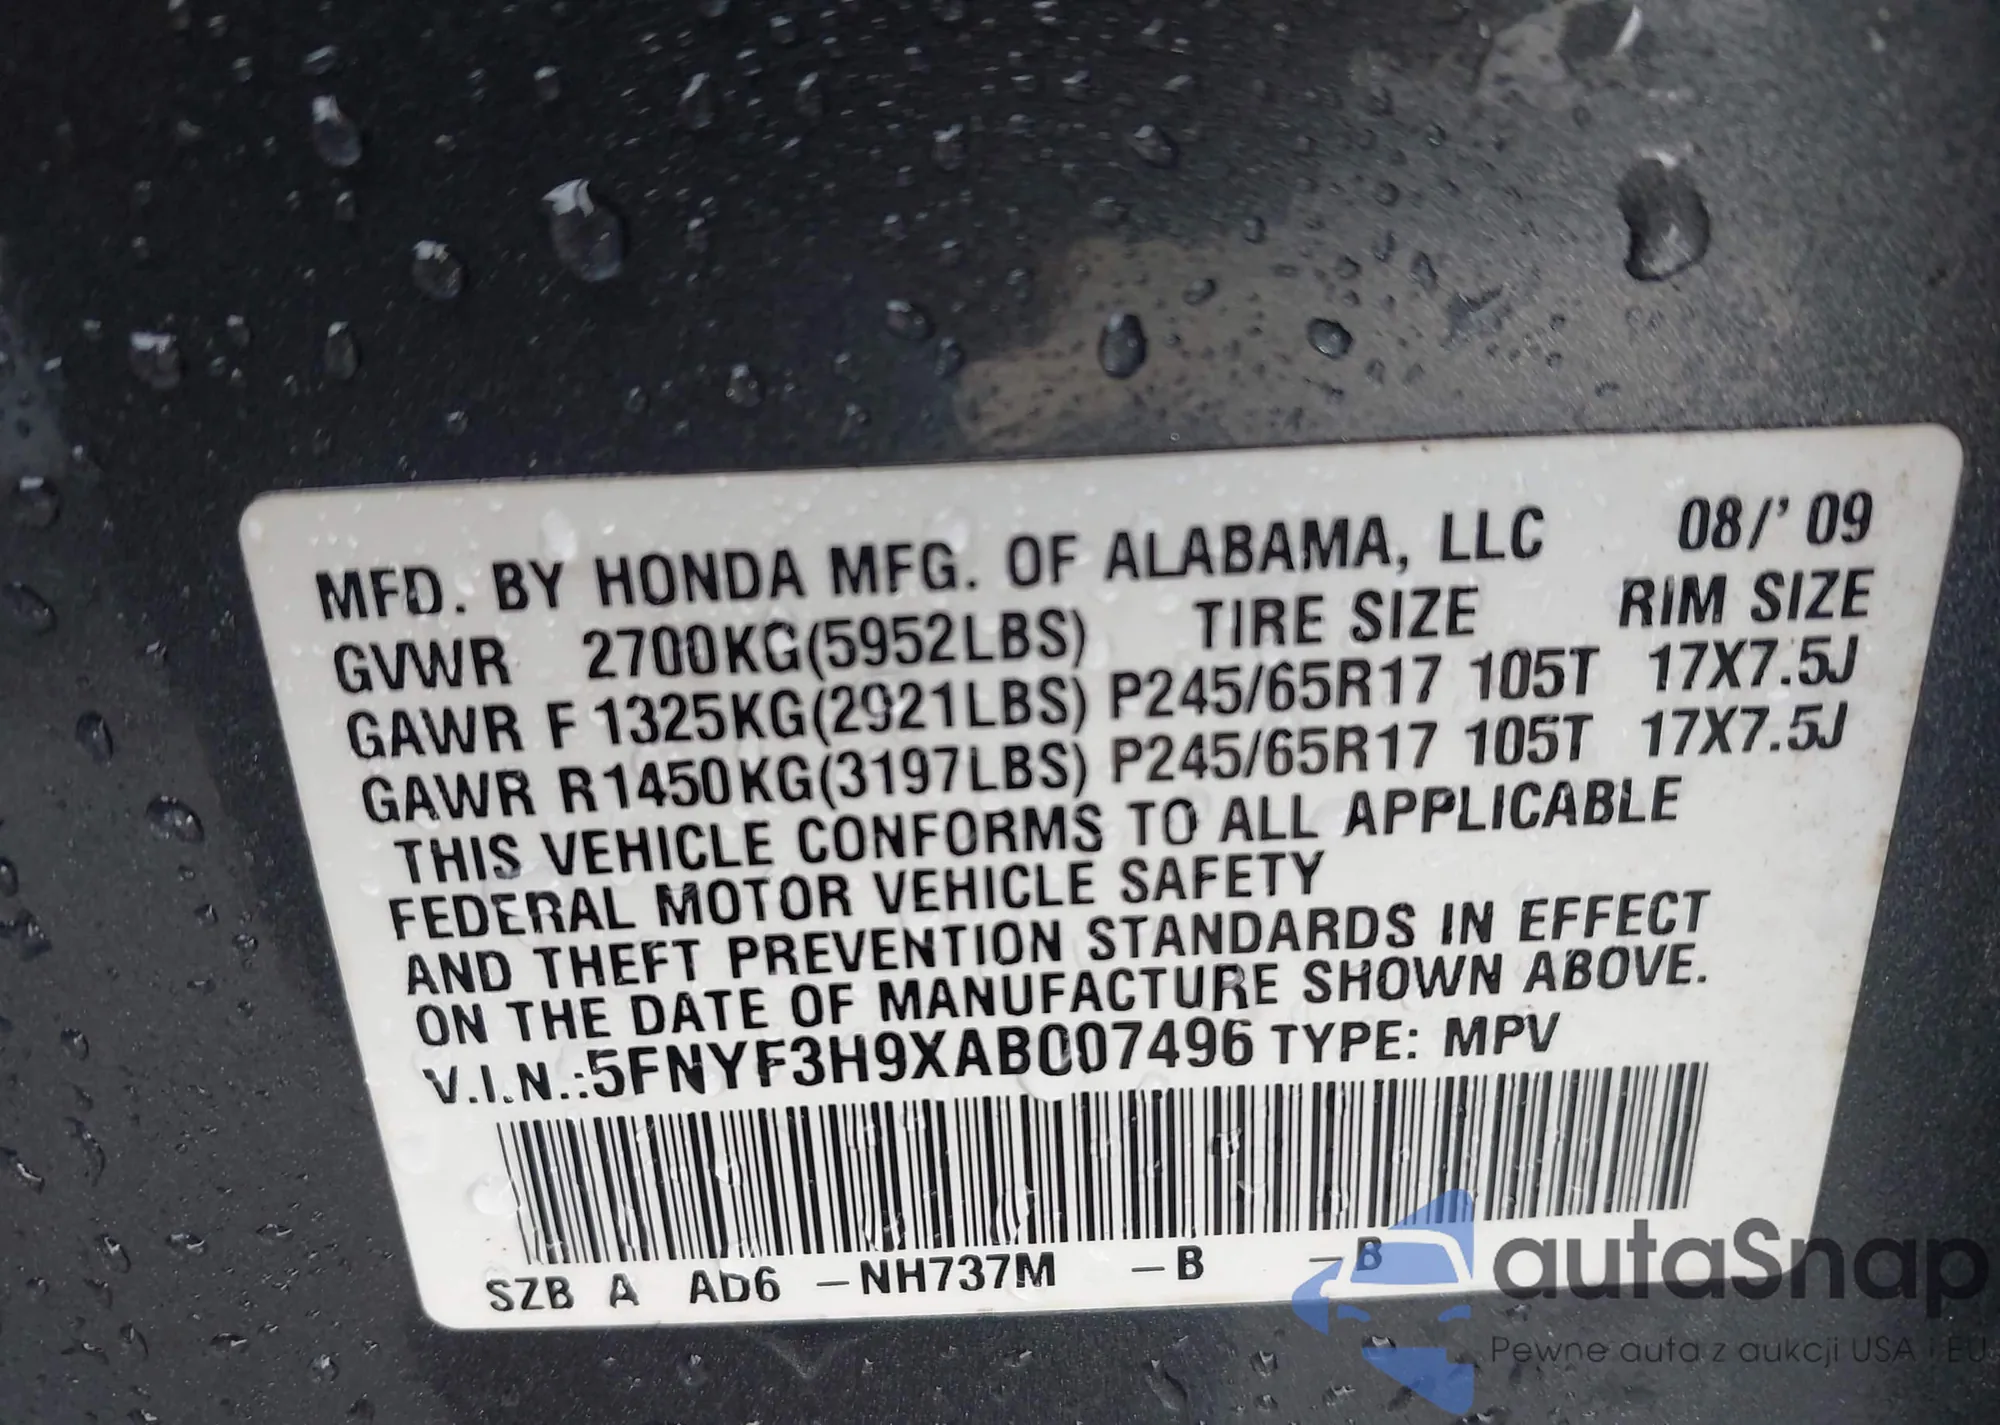 MFD. BY HONDA MFG. OF ALABAMA, LLC 08/'09
GVWR 2700KG(5952LBS) TIRE SIZE RIM SIZE
GAWR F 1325KG(2921LBS) P245/65R17 105T 17X7.5J
GAWR R 1450KG(3197LBS) P245/65R17 105T 17X7.5J
THIS VEHICLE CONFORMS TO ALL APPLICABLE
FEDERAL MOTOR VEHICLE SAFETY
AND THEFT PREVENTION STANDARDS IN EFFECT
ON THE DATE OF MANUFACTURE SHOWN ABOVE.
V.I.N.:5FNYF3H9XAB007496 TYPE: MPV
SZB A AD6 -NH737M -B -B
autaSnap
Pewne auta z aukcji USA i EU